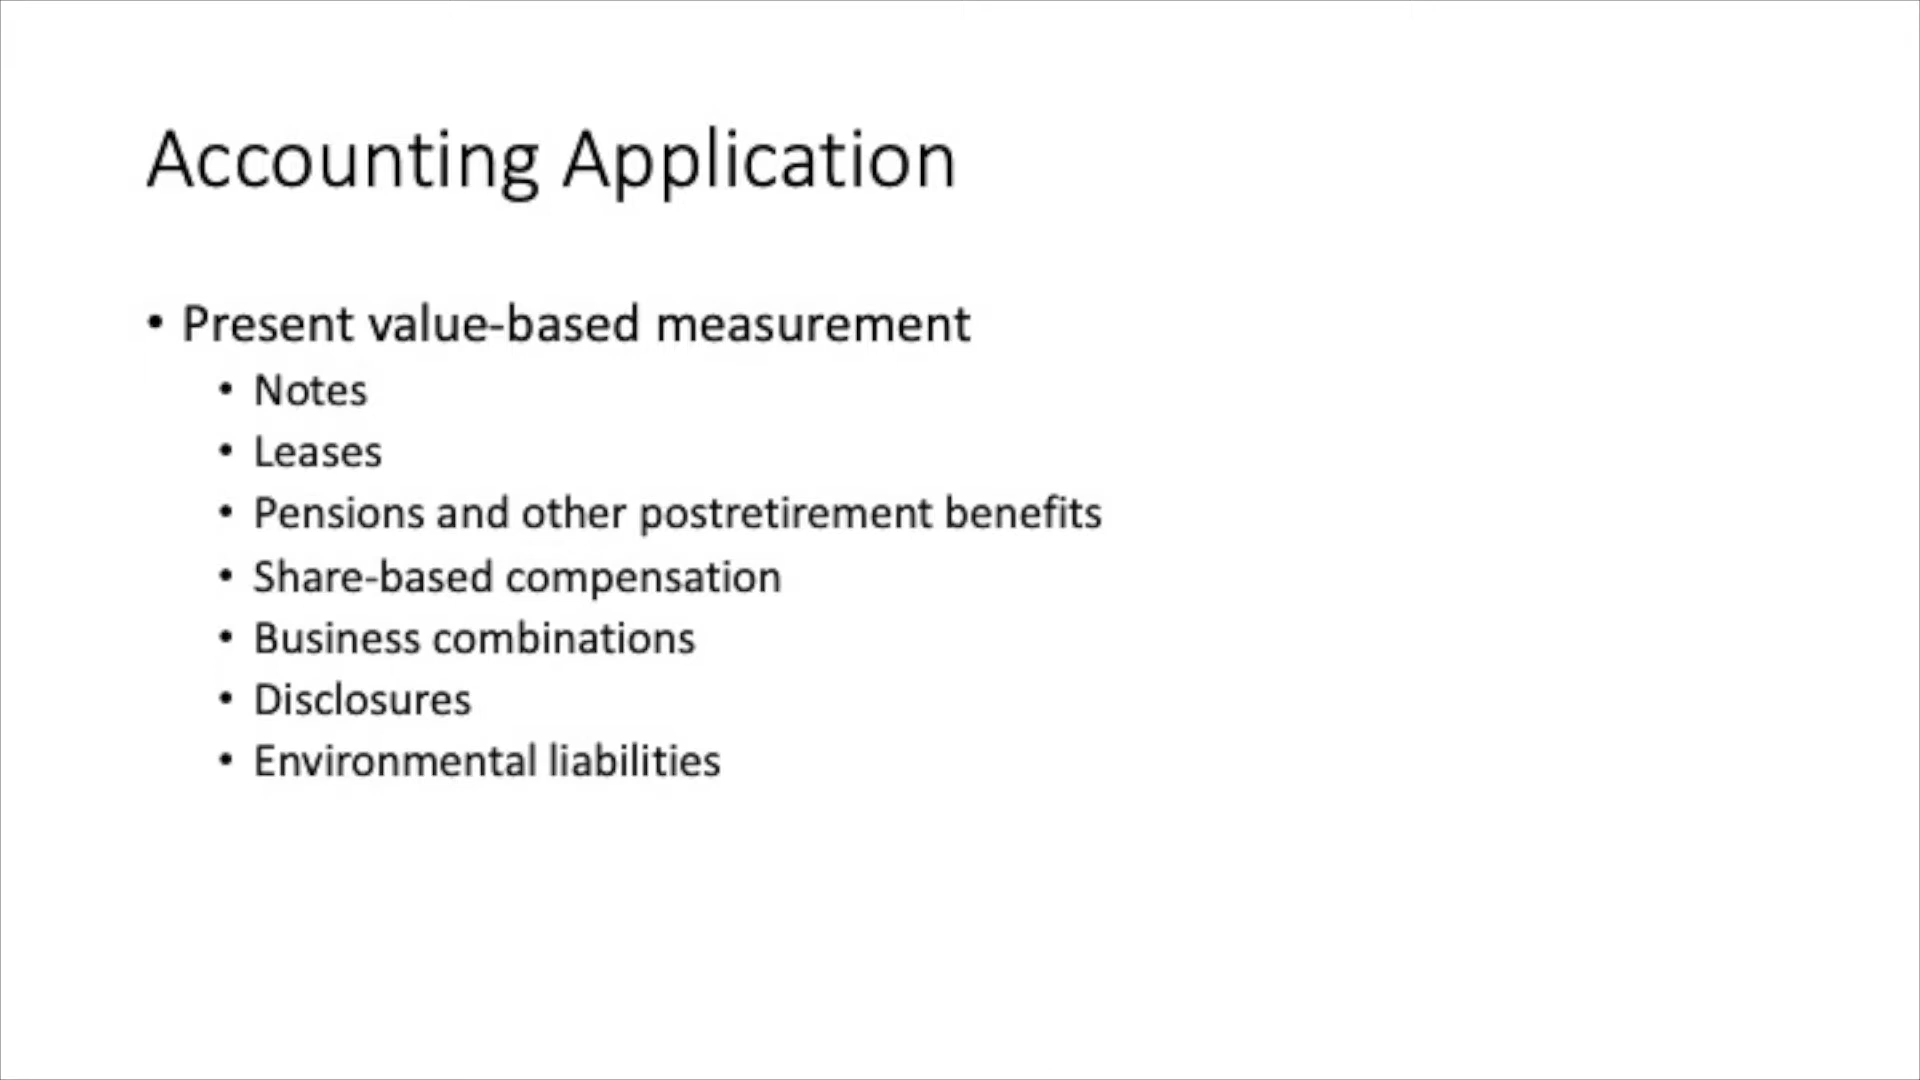 Accounting Application
• Present value-based measurement
• Notes
• Leases
• Pensions and other postretirement benefits
• Share-based compensation
• Business combinations
• Disclosures
• Environmental liabilities